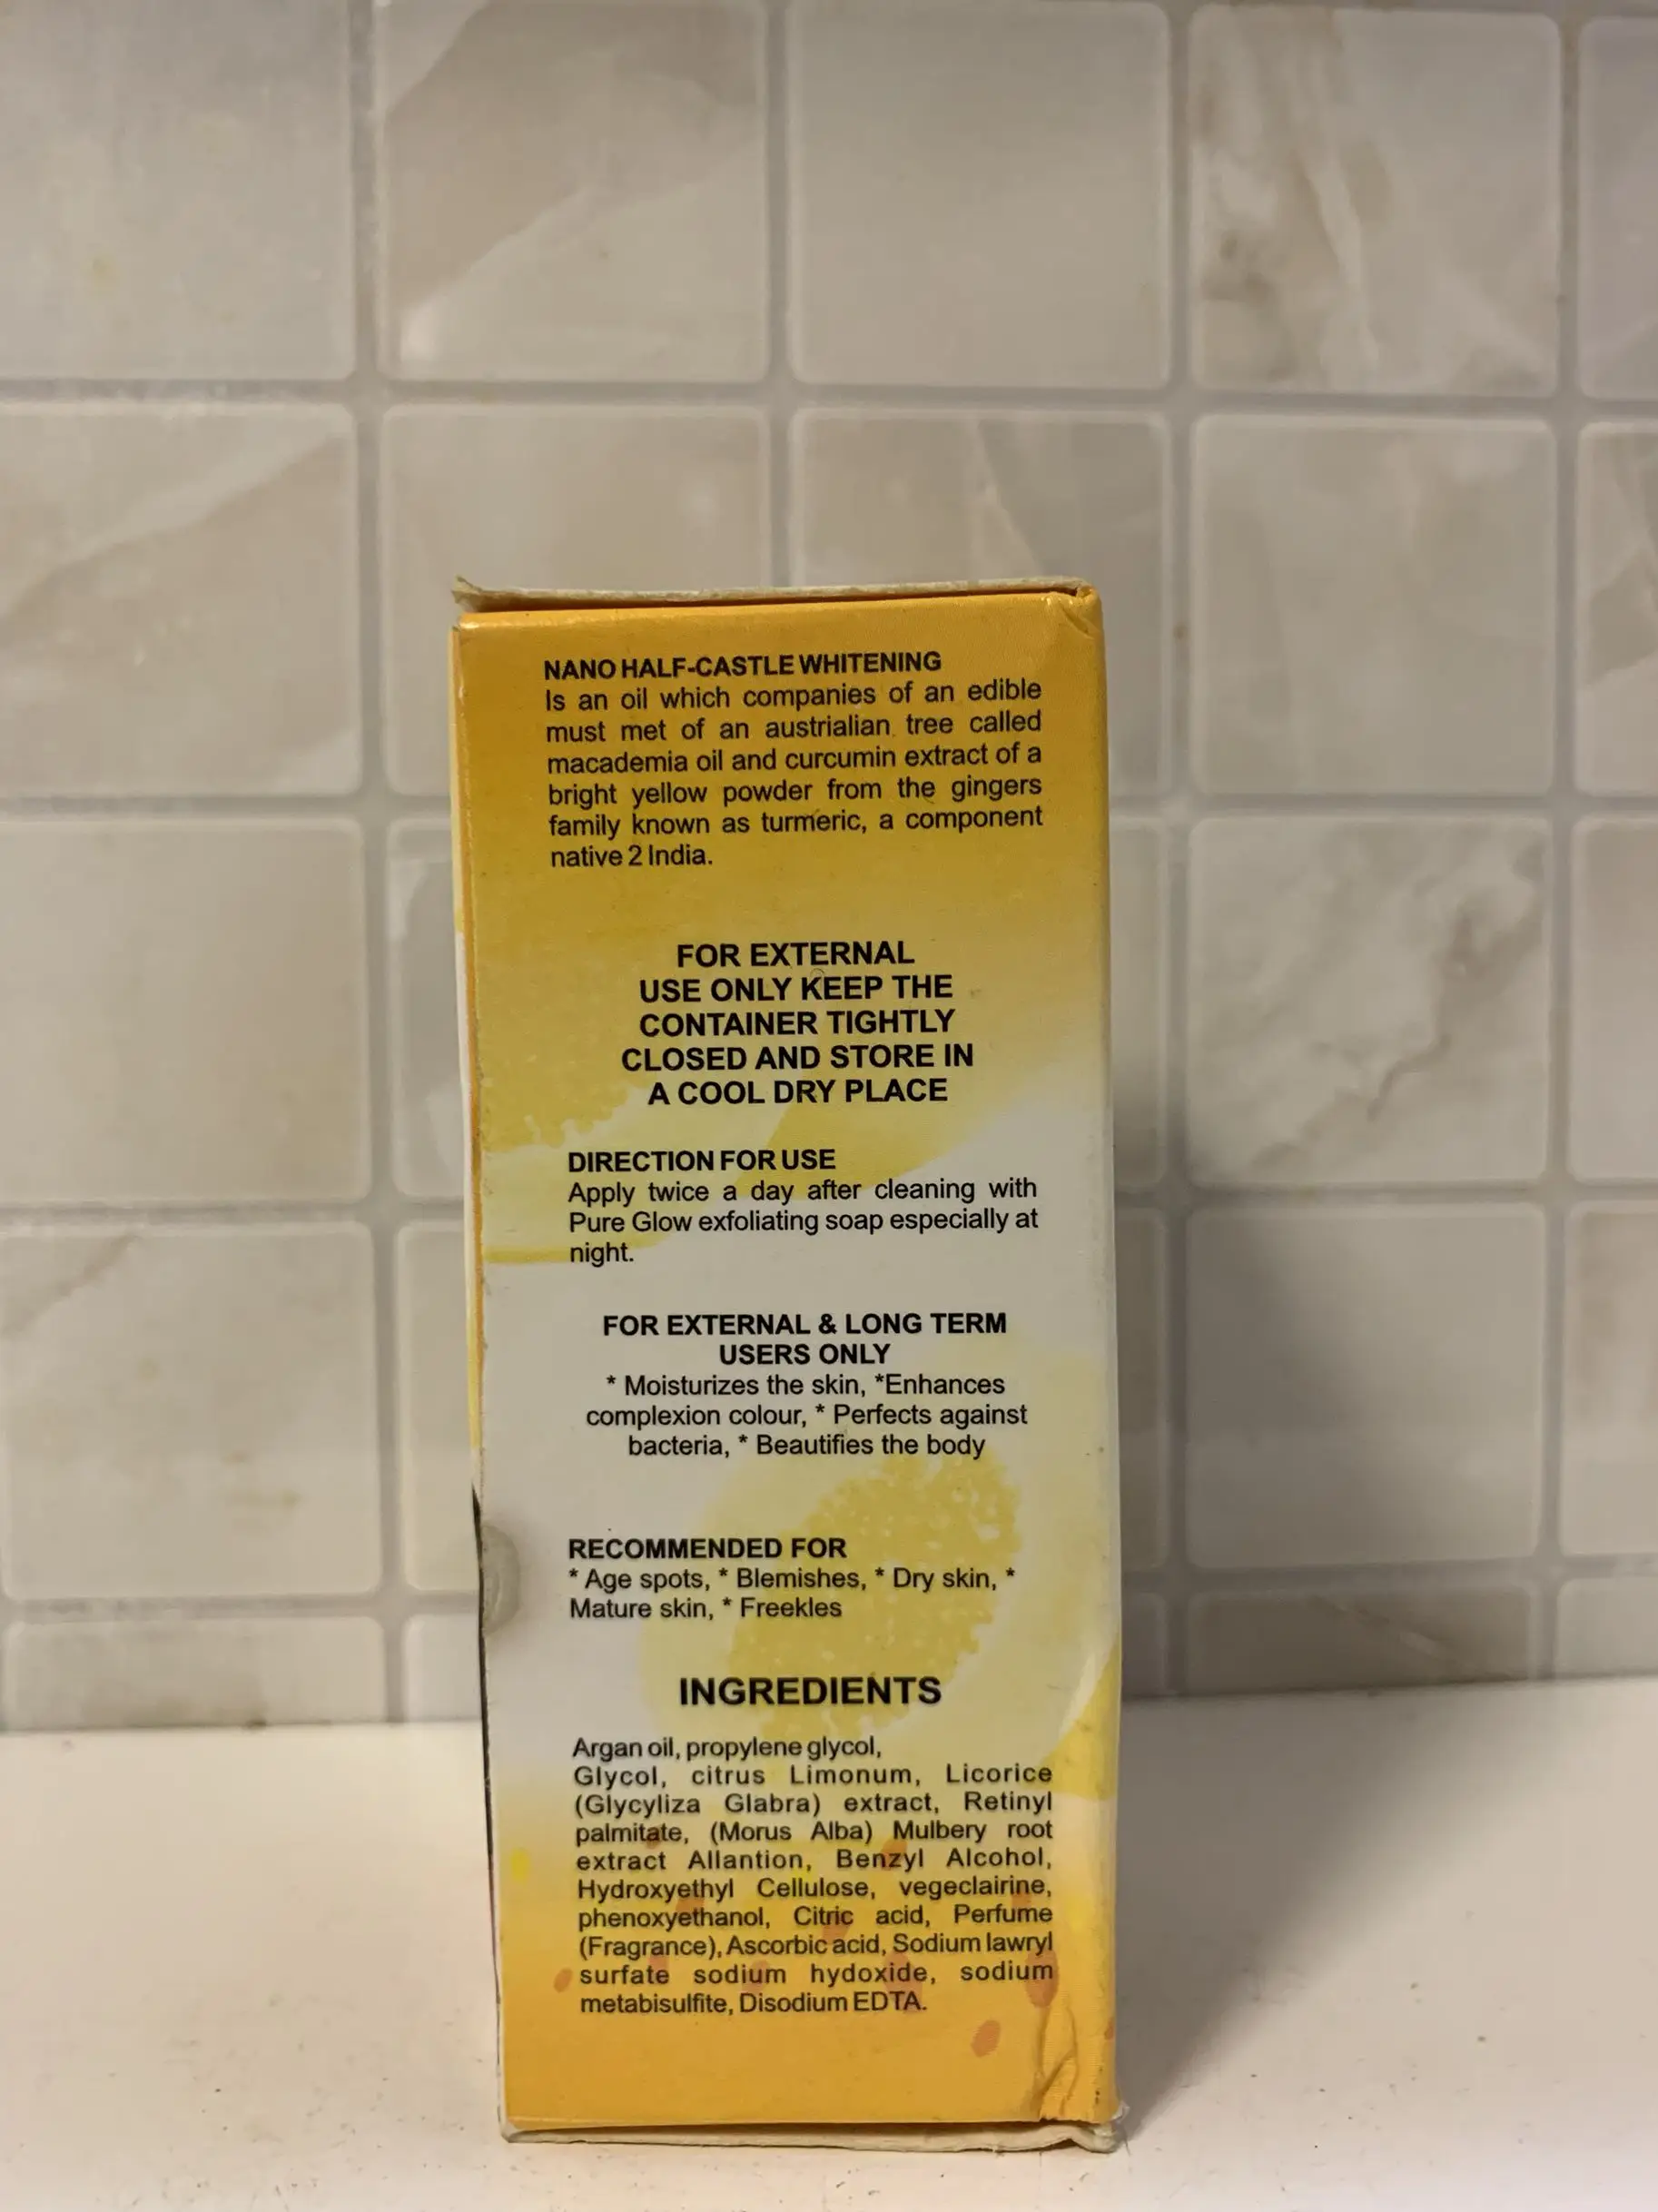 NANO HALF-CASTLE WHITENING
Is an oil which companies of an edible
must met of an austrialian tree called
macademia oil and curcumin extract of a
bright yellow powder from the gingers
family known as turmeric, a component
native 2 India.
FOR EXTERNAL
USE ONLY KEEP THE
CONTAINER TIGHTLY
CLOSED AND STORE IN
A COOL DRY PLACE
DIRECTION FOR USE
Apply twice a day after cleaning with
Pure Glow exfoliating soap especially at
night.
FOR EXTERNAL & LONG TERM
USERS ONLY
* Moisturizes the skin, *Enhances
complexion colour, * Perfects against
bacteria, * Beautifies the body
RECOMMENDED FOR
* Age spots, * Blemishes, * Dry skin, *
Mature skin, * Freekles
INGREDIENTS
Argan oil, propylene glycol,
Glycol, citrus Limonum, Licorice
(Glycyliza Glabra) extract, Retinyl
palmitate, (Morus Alba) Mulbery root
extract Allantion, Benzyl Alcohol,
Hydroxyethyl Cellulose, vegeclairine,
phenoxyethanol, Citric acid, Perfume
(Fragrance), Ascorbic acid, Sodium lawryl
surfate sodium hydoxide, sodium
metabisulfite, Disodium EDTA.